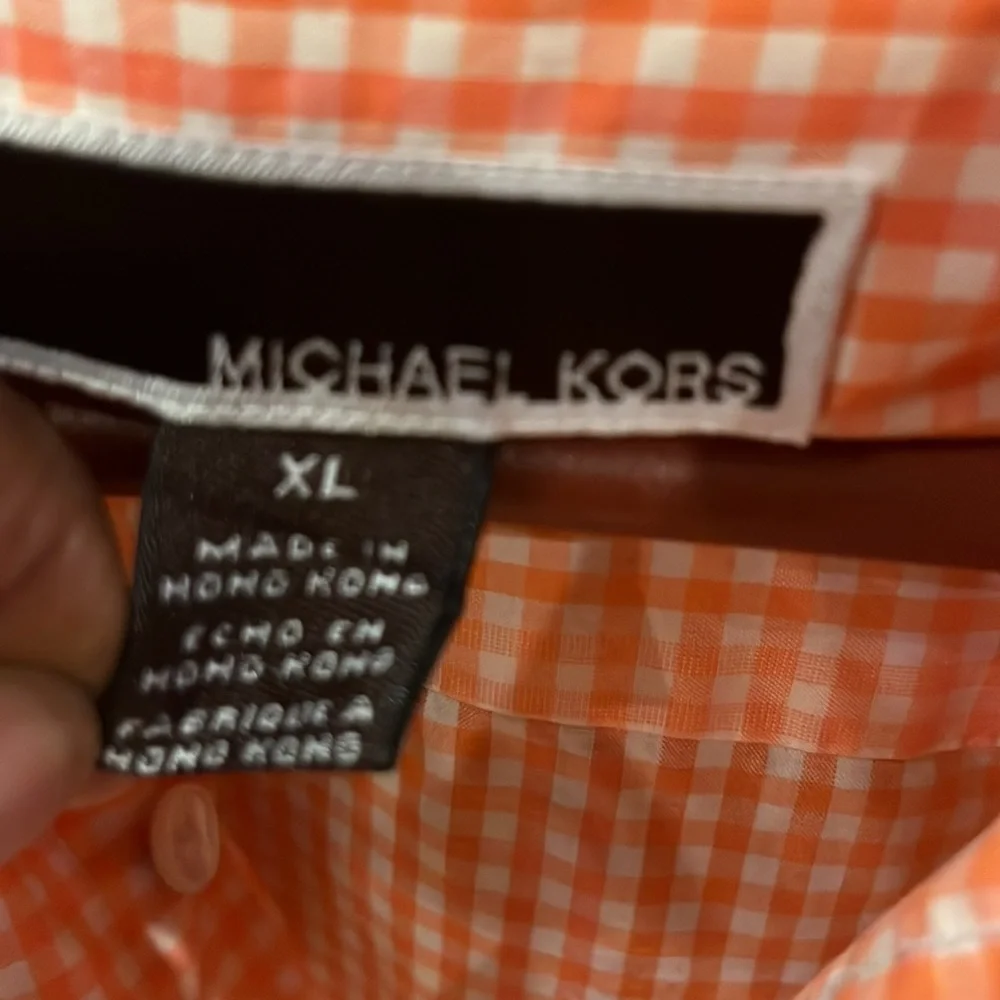 MICHAEL KORS
XL
MADE IN
HONG KONG
ECHO EN
HONG KONG
FABRIQUE A
HONG KONG